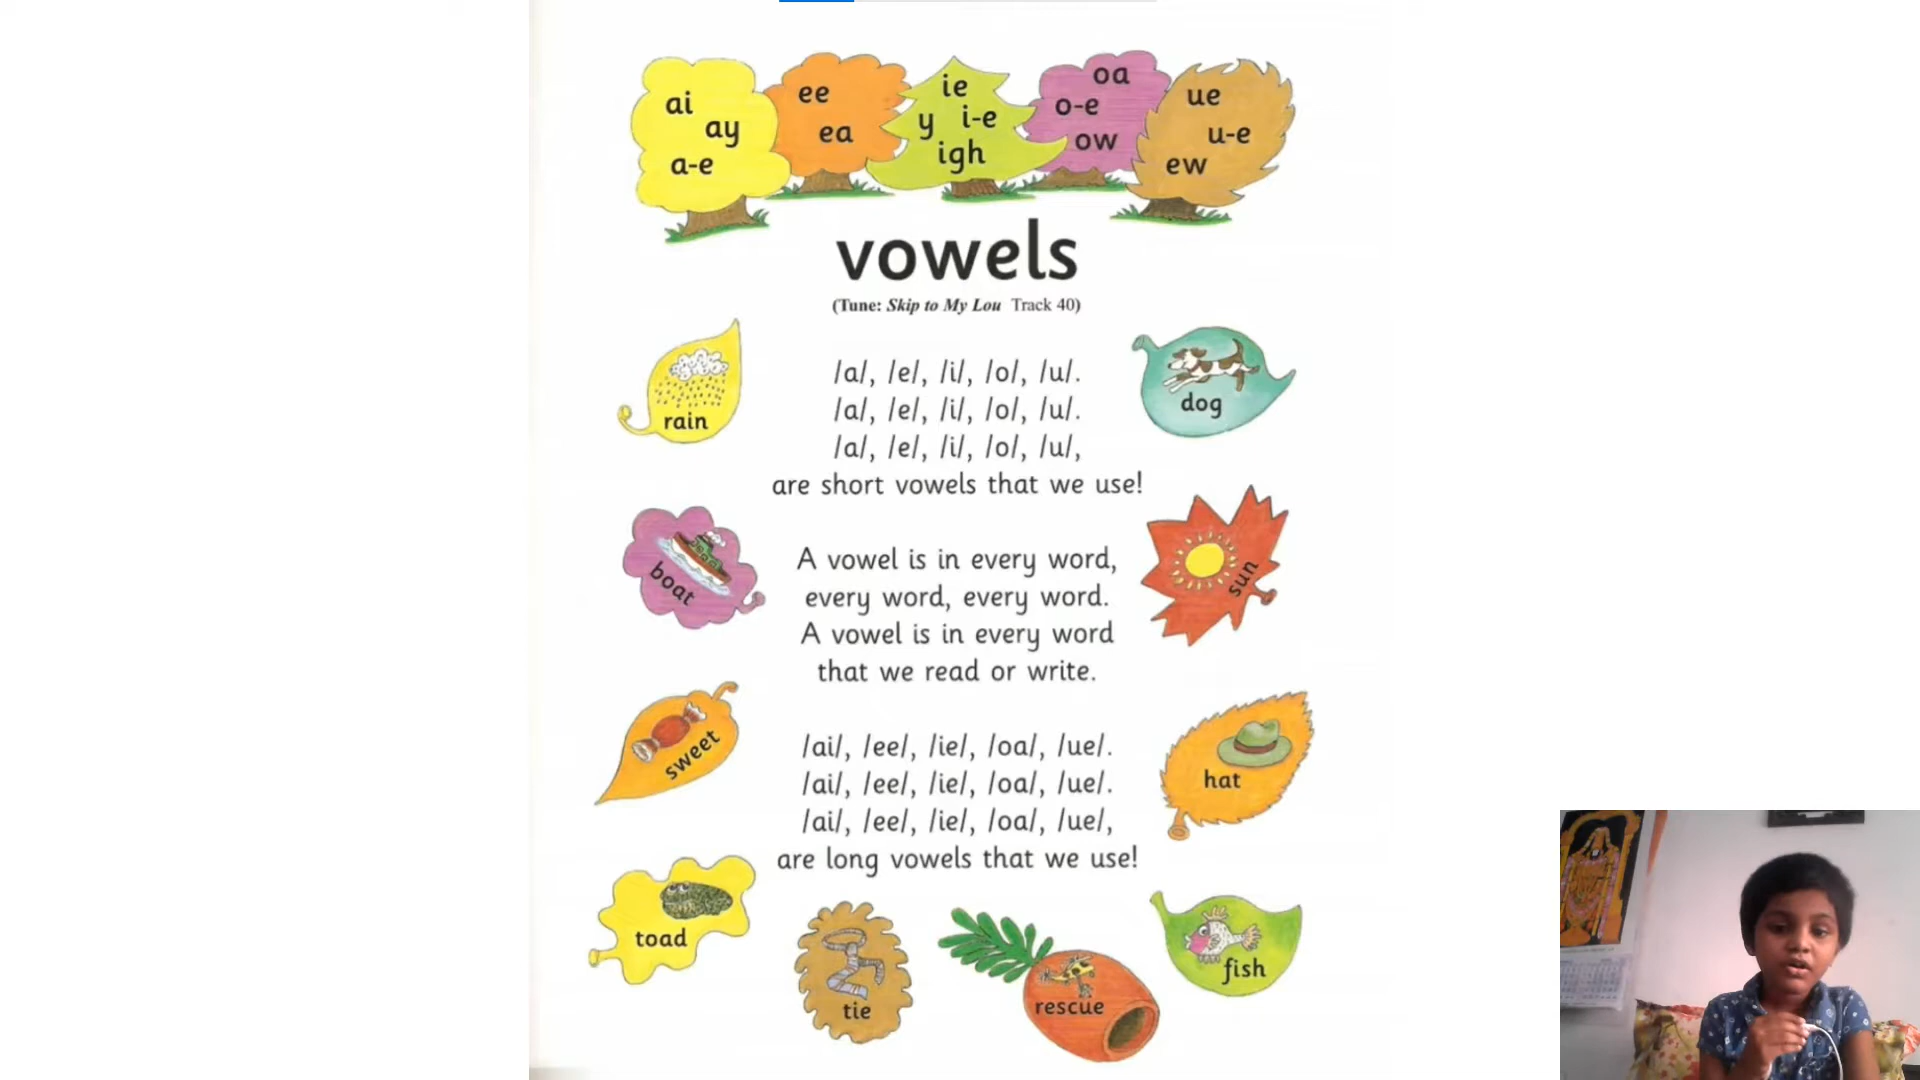 ai
ay
a-e
ee
ea
ie
y i-e
igh
oa
o-e
ow
ue
u-e
ew
vowels
(Tune: Skip to My Lou Track 40)
/a/, /e/, /i/, /o/, /u/.
/a/, /e/, /i/, /o/, /u/.
/a/, /e/, /i/, /o/, /u/,
are short vowels that we use!
A vowel is in every word,
every word, every word.
A vowel is in every word
that we read or write.
/ai/, /ee/, /ie/, /oa/, /ue/.
/ai/, /ee/, /ie/, /oa/, /ue/.
/ai/, /ee/, /ie/, /oa/, /ue/,
are long vowels that we use!
rain
boat
sweet
toad
tie
rescue
dog
sun
hat
fish